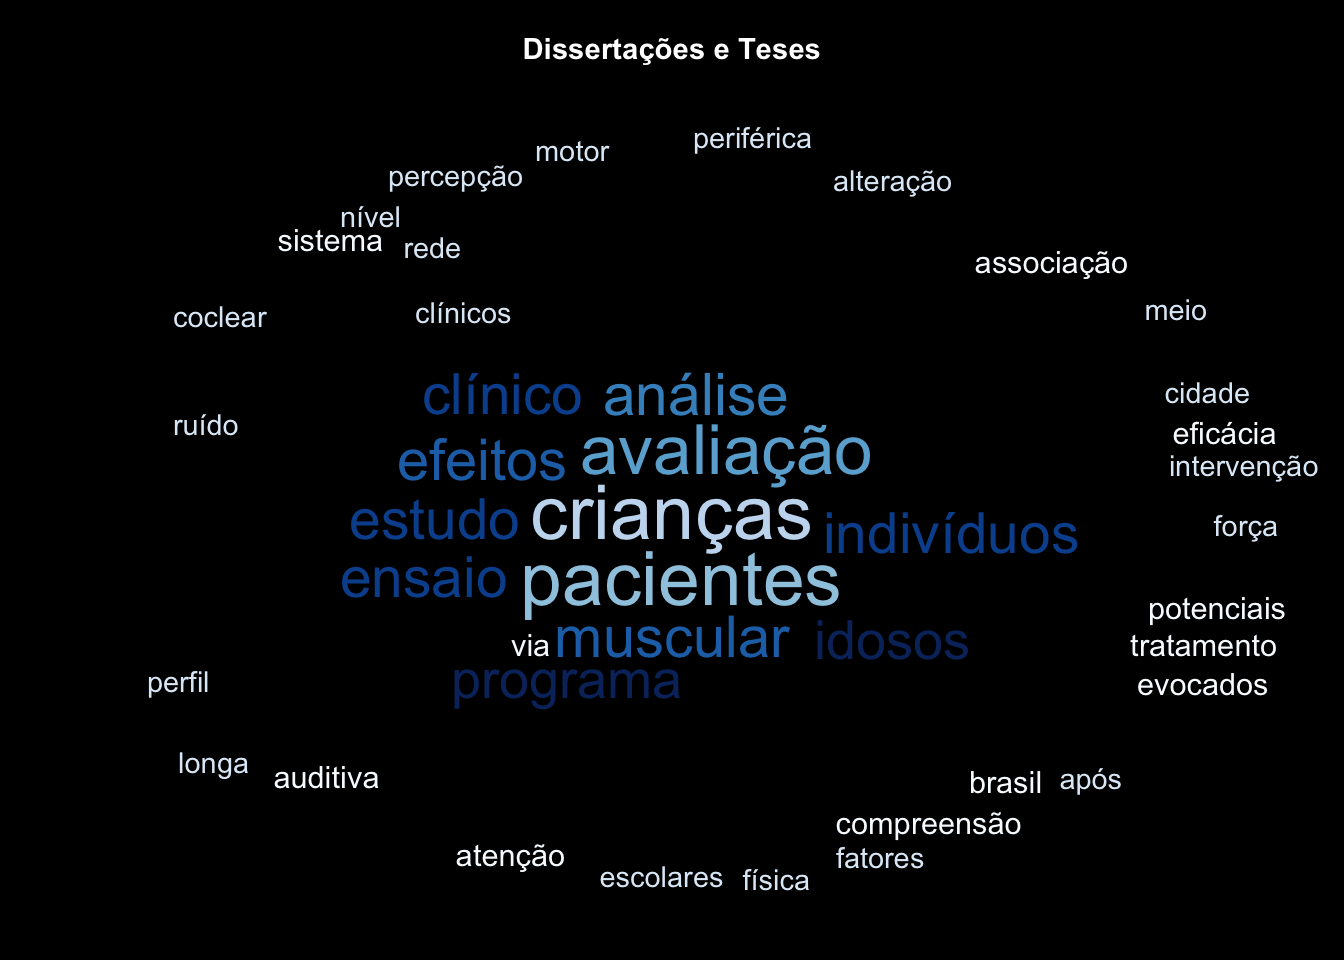 Dissertações e Teses
periférica
motor
percepção
alteração
nível
sistema
rede
associação
coclear
clínicos
meio
clínico
análise
cidade
ruído
eficácia
efeitos
avaliação
intervenção
estudo
crianças
indivíduos
força
ensaio
pacientes
potenciais
via
muscular
idosos
tratamento
perfil
programa
evocados
longa
auditiva
brasil
após
compreensão
atenção
fatores
escolares
física